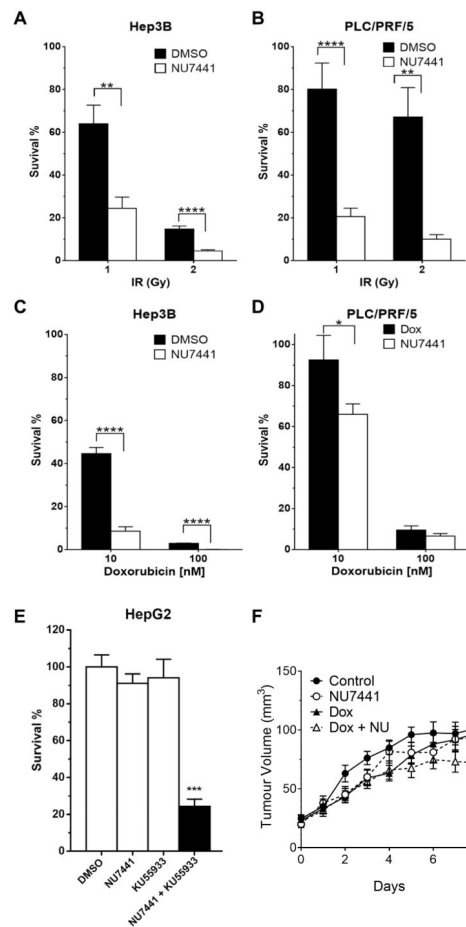 A
Hep3B
DMSO
NU7441
Suvival %
100
80
60
40
20
0
**
****
1
2
IR (Gy)
B
PLC/PRF/5
DMSO
NU7441
Suvival %
100
80
60
40
20
0
****
**
1
2
IR (Gy)
C
Hep3B
DMSO
NU7441
Suvival %
100
80
60
40
20
0
****
****
10
100
Doxorubicin [nM]
D
PLC/PRF/5
Dox
NU7441
Suvival %
100
80
60
40
20
0
*
10
100
Doxorubicin [nM]
E
HepG2
Survival %
120
100
80
60
40
20
0
***
DMSO
NU7441
KU55933
NU7441 + KU55933
F
Control
NU7441
Dox
Dox + NU
Tumour Volume (mm3)
150
100
50
0
0
2
4
6
Days